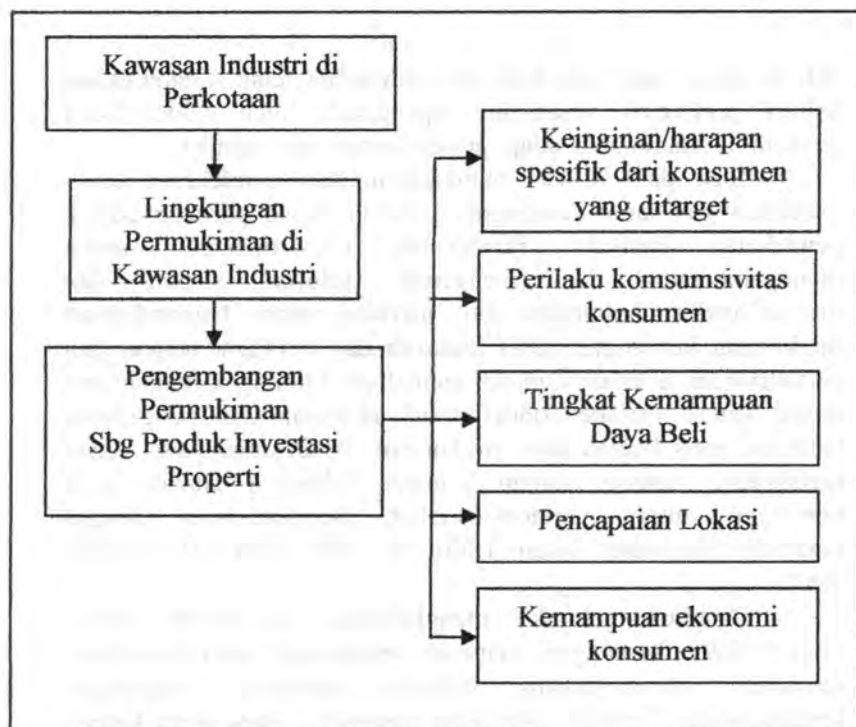 Kawasan Industri di
Perkotaan
Lingkungan
Permukiman di
Kawasan Industri
Pengembangan
Permukiman
Sbg Produk Investasi
Properti
Keinginan/harapan
spesifik dari konsumen
yang ditarget
Perilaku komsumsivitas
konsumen
Tingkat Kemampuan
Daya Beli
Pencapaian Lokasi
Kemampuan ekonomi
konsumen